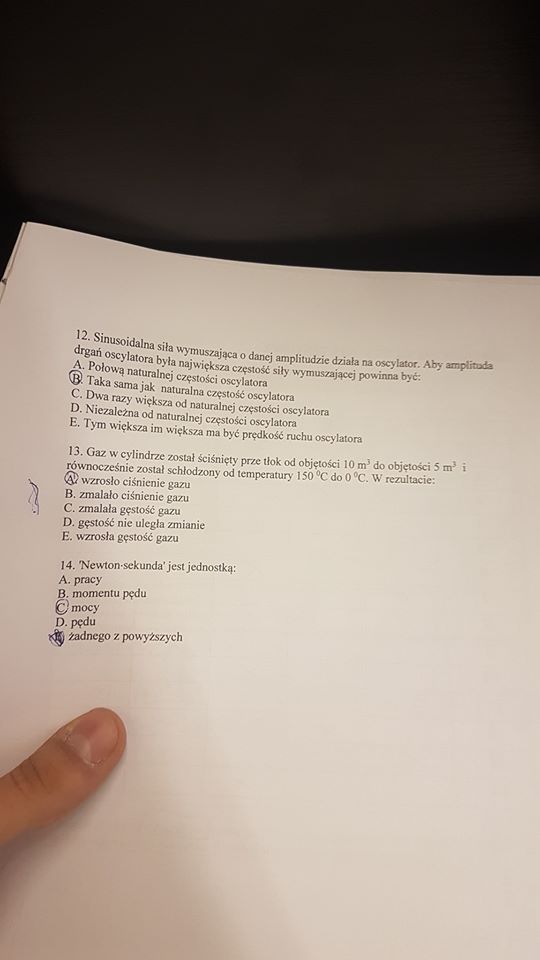 12. Sinusoidalna siła wymuszająca o danej amplitudzie działa na oscylator. Aby amplituda
drgań oscylatora była największa częstość siły wymuszającej powinna być:
A. Połową naturalnej częstości oscylatora
B. Taka sama jak naturalna częstość oscylatora
C. Dwa razy większa od naturalnej częstości oscylatora
D. Niezależna od naturalnej częstości oscylatora
E. Tym większa im większa ma być prędkość ruchu oscylatora
13. Gaz w cylindrze został ściśnięty prze tłok od objętości 10 m³ do objętości 5 m³ i
równocześnie został schłodzony od temperatury 150 ⁰C do 0 ⁰C. W rezultacie:
A. wzrosło ciśnienie gazu
B. zmalało ciśnienie gazu
C. zmalała gęstość gazu
D. gęstość nie uległa zmianie
E. wzrosła gęstość gazu
14. 'Newton·sekunda' jest jednostką:
A. pracy
B. momentu pędu
C. mocy
D. pędu
żadnego z powyższych